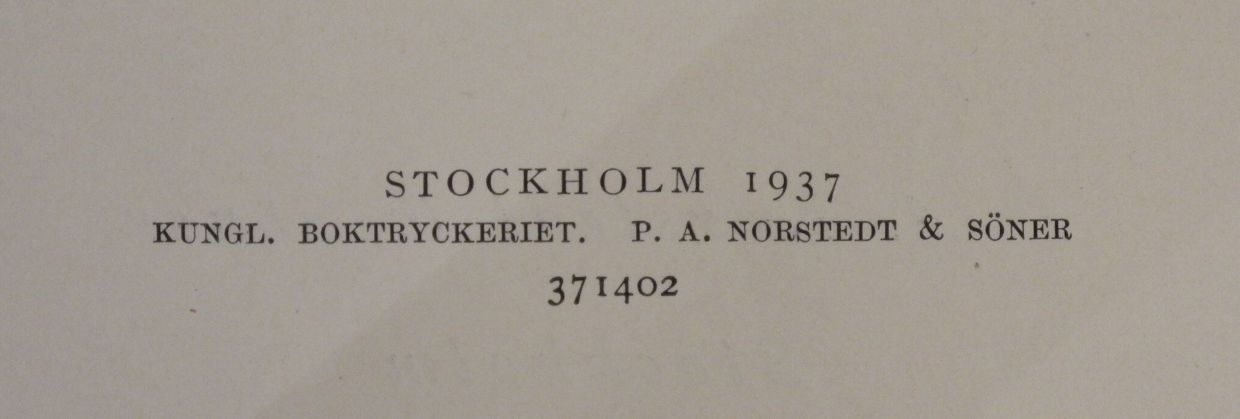 STOCKHOLM 1937
KUNGL. BOKTRYCKERIET. P. A. NORSTEDT & SÖNER
371402